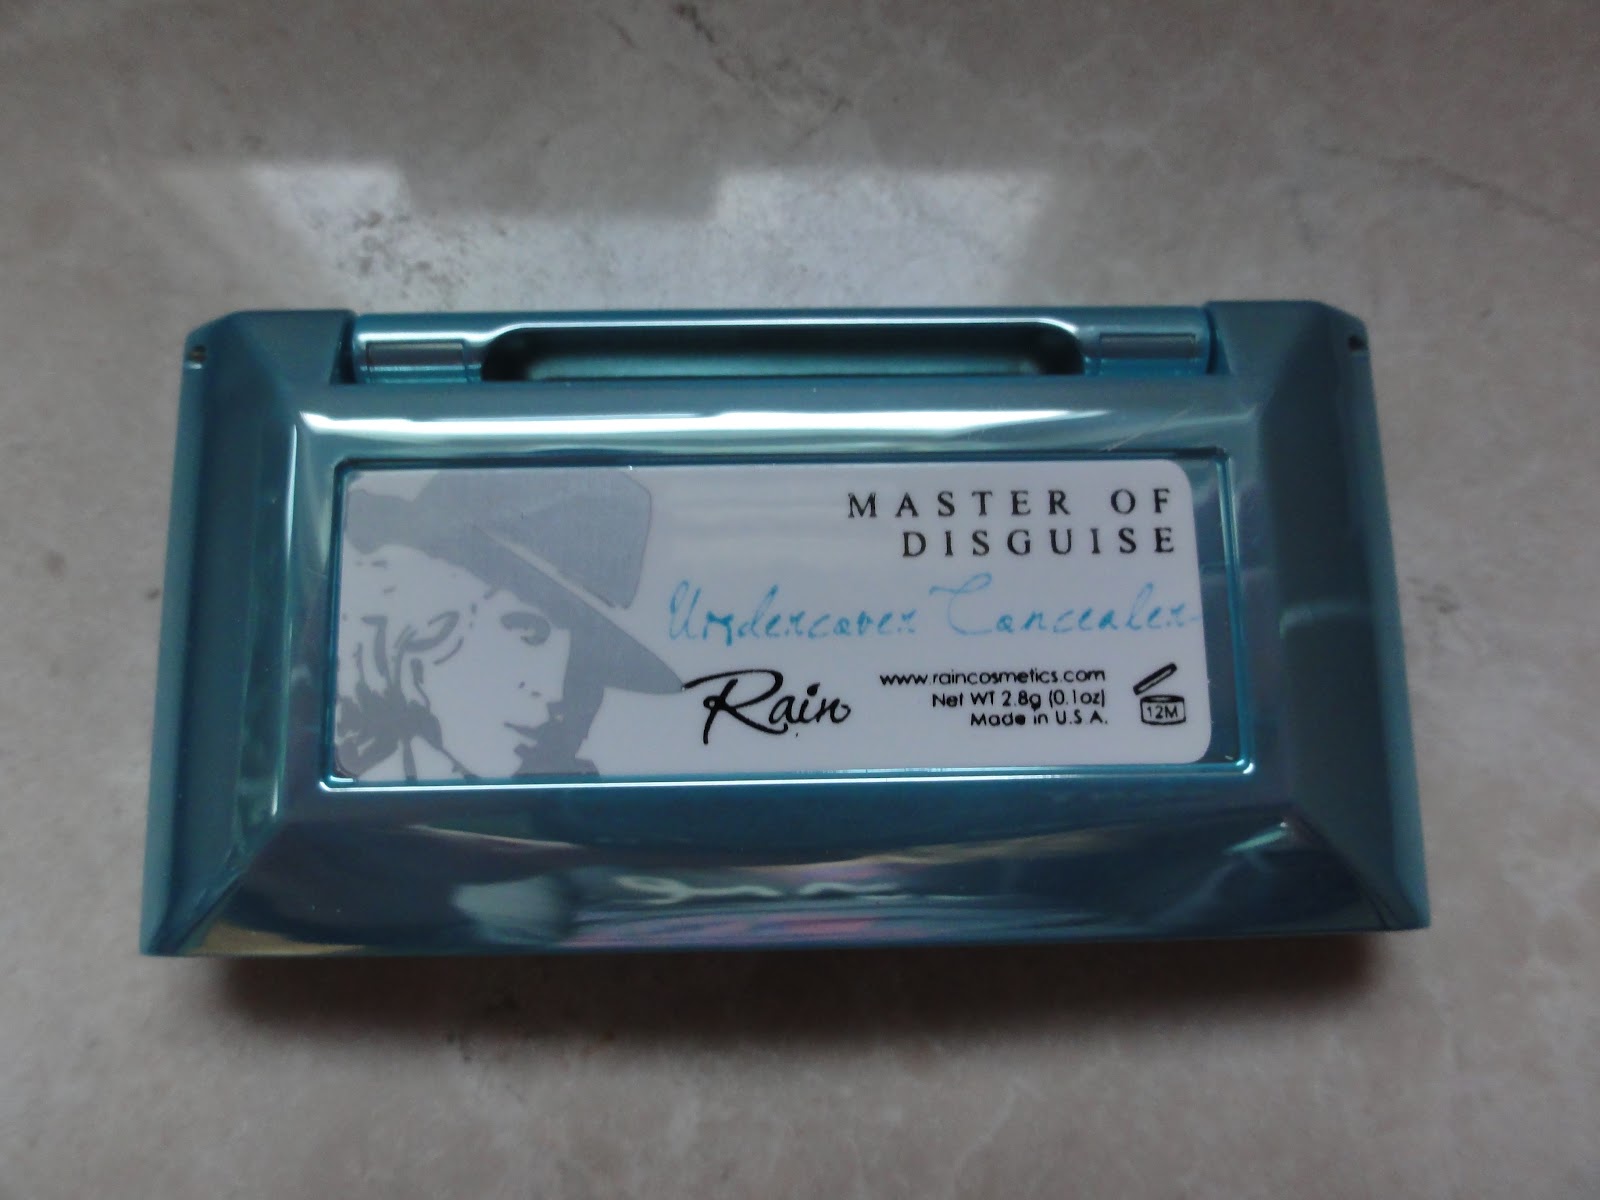 MASTER OF
DISGUISE
Undercover Concealer
Rain
www.raincosmetics.com
Net WT 2.8g (0.1oz)
Made in U.S.A.
12M